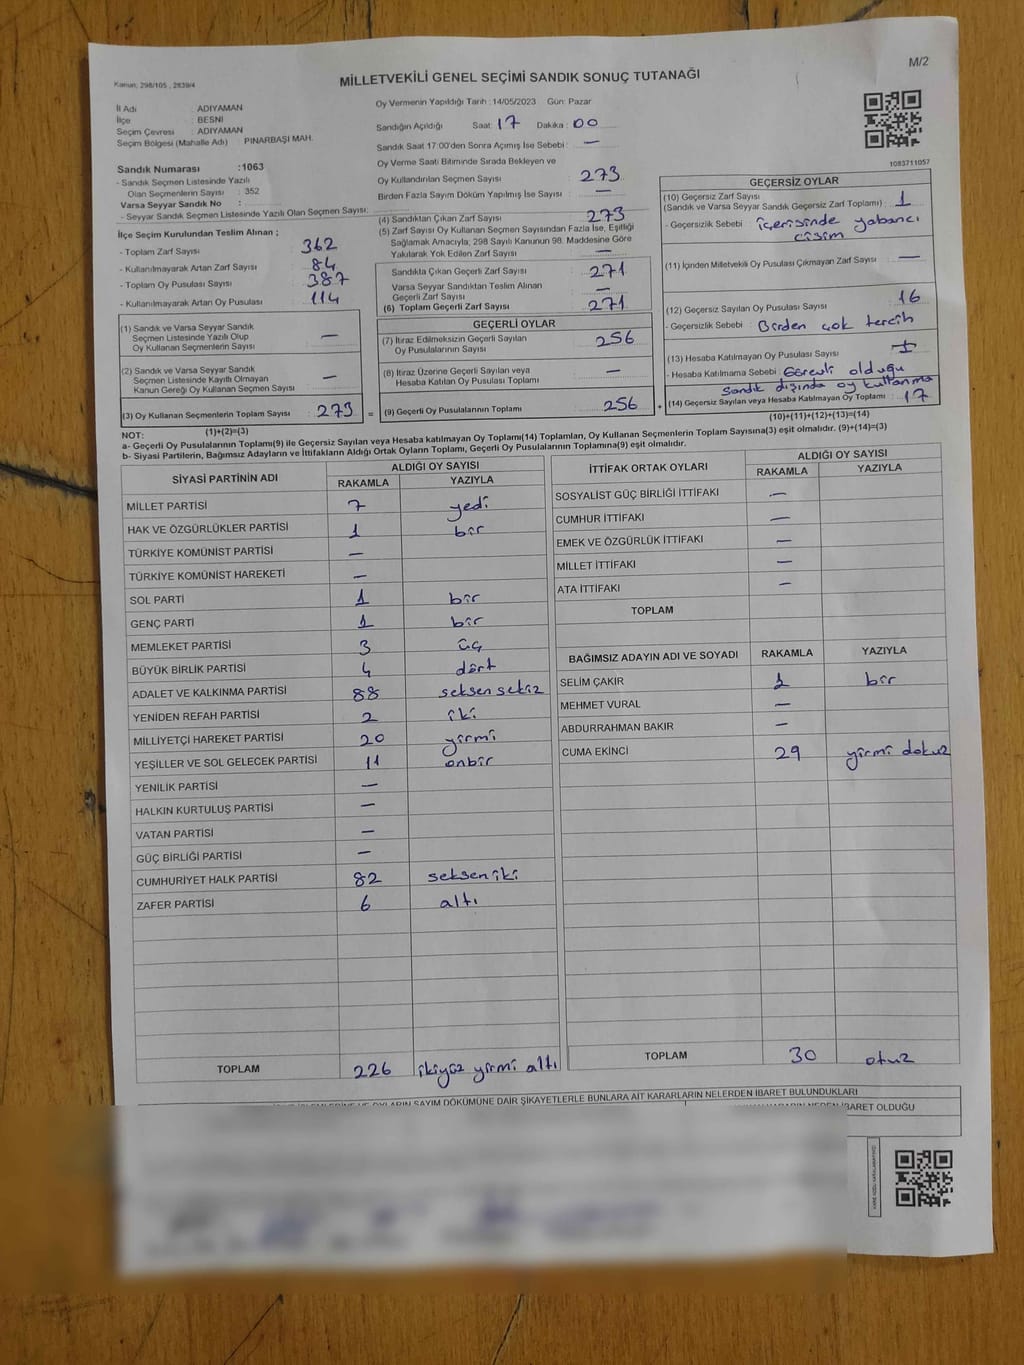 M/2
Kanun; 298/105 , 2839/4
MİLLETVEKİLİ GENEL SEÇİMİ SANDIK SONUÇ TUTANAĞI
İl Adı : ADIYAMAN
İlçe : BESNİ
Seçim Çevresi : ADIYAMAN
Seçim Bölgesi (Mahalle Adı) PINARBAŞI MAH.
Sandık Numarası :1063
- Sandık Seçmen Listesinde Yazılı
Olan Seçmenlerin Sayısı : 352
Varsa Seyyar Sandık No :
- Seyyar Sandık Seçmen Listesinde Yazılı Olan Seçmen Sayısı:
İlçe Seçim Kurulundan Teslim Alınan ;
- Toplam Zarf Sayısı : 362
- Kullanılmayarak Artan Zarf Sayısı : 84
- Toplam Oy Pusulası Sayısı : 387
- Kullanılmayarak Artan Oy Pusulası : 114
(1) Sandık ve Varsa Seyyar Sandık
Seçmen Listesinde Yazılı Olup
Oy Kullanan Seçmenlerin Sayısı : —
(2) Sandık ve Varsa Seyyar Sandık
Seçmen Listesinde Kayıtlı Olmayan
Kanun Gereği Oy Kullanan Seçmen Sayısı : —
(3) Oy Kullanan Seçmenlerin Toplam Sayısı : 273
(1)+(2)=(3)
Oy Vermenin Yapıldığı Tarih : 14/05/2023 Gün: Pazar
Sandığın Açıldığı Saat: 17 Dakika : 00
Sandık Saat 17:00'den Sonra Açılmış İse Sebebi : —
Oy Verme Saati Bitiminde Sırada Bekleyen ve
Oy Kullandırılan Seçmen Sayısı : 273
Birden Fazla Sayım Döküm Yapılmış İse Sayısı : —
(4) Sandıktan Çıkan Zarf Sayısı : 273
(5) Zarf Sayısı Oy Kullanan Seçmen Sayısından Fazla İse, Eşitliği
Sağlamak Amacıyla, 298 Sayılı Kanunun 98. Maddesine Göre
Yakılarak Yok Edilen Zarf Sayısı : —
Sandıkta Çıkan Geçerli Zarf Sayısı : 271
Varsa Seyyar Sandıktan Teslim Alınan
Geçerli Zarf Sayısı : —
(6) Toplam Geçerli Zarf Sayısı : 271
GEÇERLİ OYLAR
(7) İtiraz Edilmeksizin Geçerli Sayılan
Oy Pusulalarının Sayısı : 256
(8) İtiraz Üzerine Geçerli Sayılan veya
Hesaba Katılan Oy Pusulası Toplamı : —
= (9) Geçerli Oy Pusulalarının Toplamı : 256 +
1083711057
GEÇERSİZ OYLAR
(10) Geçersiz Zarf Sayısı
(Sandık ve Varsa Seyyar Sandık Geçersiz Zarf Toplamı) : 1
- Geçersizlik Sebebi : içerisinde yabancı
cisim
(11) İçinden Milletvekili Oy Pusulası Çıkmayan Zarf Sayısı : —
(12) Geçersiz Sayılan Oy Pusulası Sayısı : 16
- Geçersizlik Sebebi : Birden çok tercih
(13) Hesaba Katılmayan Oy Pusulası Sayısı :
- Hesaba Katılmama Sebebi : Görevli olduğu
Sandık dışında oy kullanma
(14) Geçersiz Sayılan veya Hesaba Katılmayan Oy Toplamı : 17
(10)+(11)+(12)+(13)=(14)
NOT:
a- Geçerli Oy Pusulalarının Toplamı(9) ile Geçersiz Sayılan veya Hesaba katılmayan Oy Toplamı(14) Toplamları, Oy Kullanan Seçmenlerin Toplam Sayısına(3) eşit olmalıdır. (9)+(14)=(3)
b- Siyasi Partilerin, Bağımsız Adayların ve İttifakların Aldığı Ortak Oyların Toplamı, Geçerli Oy Pusulalarının Toplamına(9) eşit olmalıdır.
SİYASİ PARTİNİN ADI ALDIĞI OY SAYISI
RAKAMLA YAZIYLA
MİLLET PARTİSİ 7 yedi
HAK VE ÖZGÜRLÜKLER PARTİSİ 1 bir
TÜRKİYE KOMÜNİST PARTİSİ —
TÜRKİYE KOMÜNİST HAREKETİ —
SOL PARTİ 1 bir
GENÇ PARTİ 1 bir
MEMLEKET PARTİSİ 3 üç
BÜYÜK BİRLİK PARTİSİ 4 dört
ADALET VE KALKINMA PARTİSİ 88 seksen sekiz
YENİDEN REFAH PARTİSİ 2 iki
MİLLİYETÇİ HAREKET PARTİSİ 20 yirmi
YEŞİLLER VE SOL GELECEK PARTİSİ 11 onbir
YENİLİK PARTİSİ —
HALKIN KURTULUŞ PARTİSİ —
VATAN PARTİSİ —
GÜÇ BİRLİĞİ PARTİSİ —
CUMHURİYET HALK PARTİSİ 82 seksen iki
ZAFER PARTİSİ 6 altı
TOPLAM 226 ikiyüz yirmi altı
İTTİFAK ORTAK OYLARI ALDIĞI OY SAYISI
RAKAMLA YAZIYLA
SOSYALİST GÜÇ BİRLİĞİ İTTİFAKI —
CUMHUR İTTİFAKI —
EMEK VE ÖZGÜRLÜK İTTİFAKI —
MİLLET İTTİFAKI —
ATA İTTİFAKI —
TOPLAM
BAĞIMSIZ ADAYIN ADI VE SOYADI RAKAMLA YAZIYLA
SELİM ÇAKIR 1 bir
MEHMET VURAL —
ABDURRAHMAN BAKIR —
CUMA EKİNCİ 29 yirmi dokuz
TOPLAM 30 otuz
OYLARIN SAYIM DÖKÜMÜNE DAİR ŞİKAYETLERLE BUNLARA AİT KARARLARIN NELERDEN İBARET BULUNDUKLARI
İBARET OLDUĞU